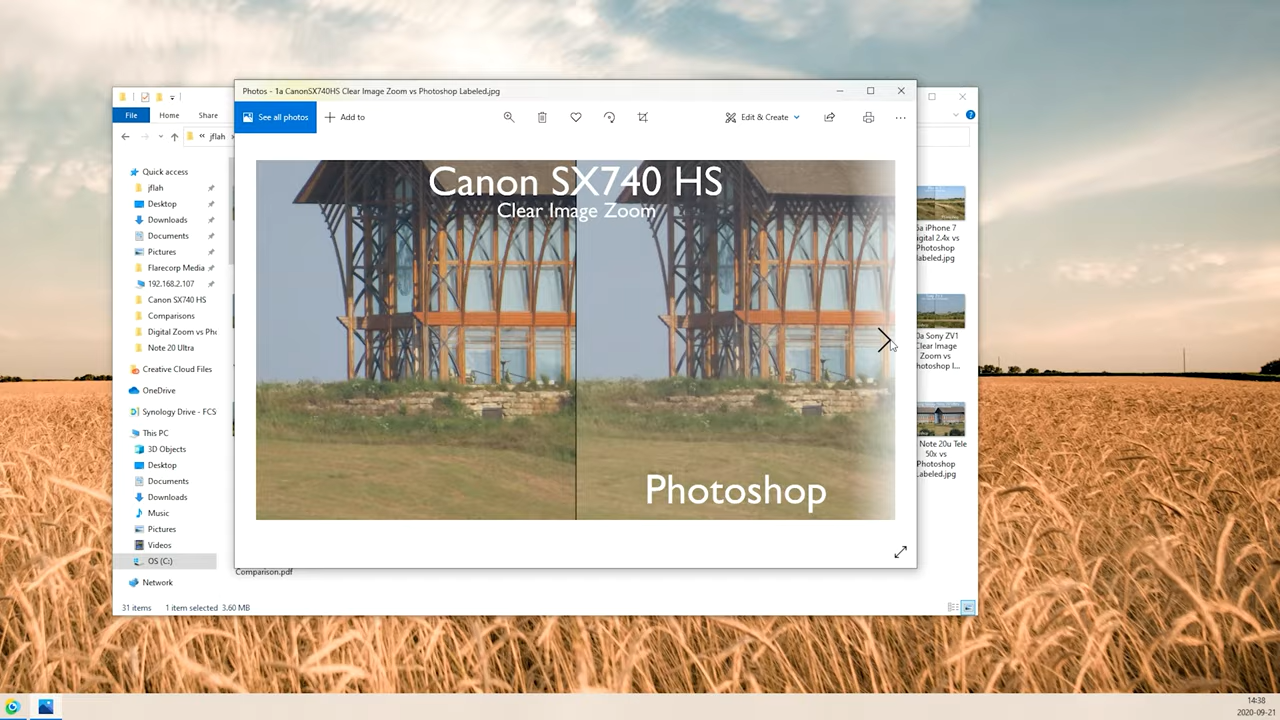 Photos - 1a CanonSX740HS Clear Image Zoom vs Photoshop Labeled.jpg
See all photos
Add to
Edit & Create
File
Home
Share
jflah
Quick access
jflah
Desktop
Downloads
Documents
Pictures
Flarecorp Media
192.168.2.107
Canon SX740 HS
Comparisons
Digital Zoom vs Pho
Note 20 Ultra
Creative Cloud Files
OneDrive
Synology Drive - FCS
This PC
3D Objects
Desktop
Documents
Downloads
Music
Pictures
Videos
OS (C:)
Network
Canon SX740 HS
Clear Image Zoom
Photoshop
a iPhone 7
igital 2.4x vs
Photoshop
abeled.jpg
a Sony ZV1
Clear Image
Zoom vs
hotoshop l...
Note 20u Tele
50x vs
Photoshop
abeled.jpg
Comparison.pdf
31 items
1 item selected
3.60 MB
14:38
2020-09-21